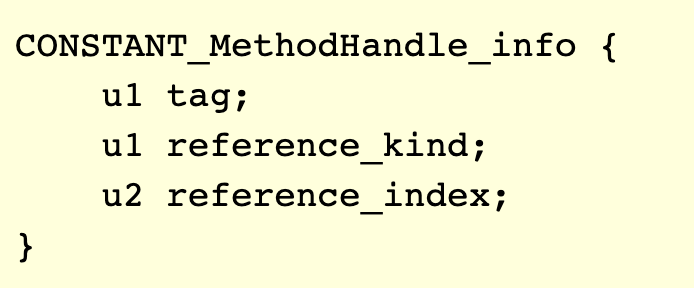 CONSTANT_MethodHandle_info {
    u1 tag;
    u1 reference_kind;
    u2 reference_index;
}